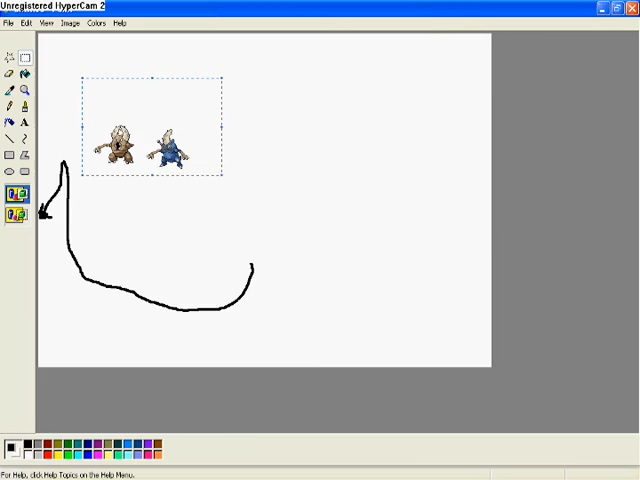 Unregistered HyperCam 2
File Edit View Image Colors Help
A
For Help, click Help Topics on the Help Menu.